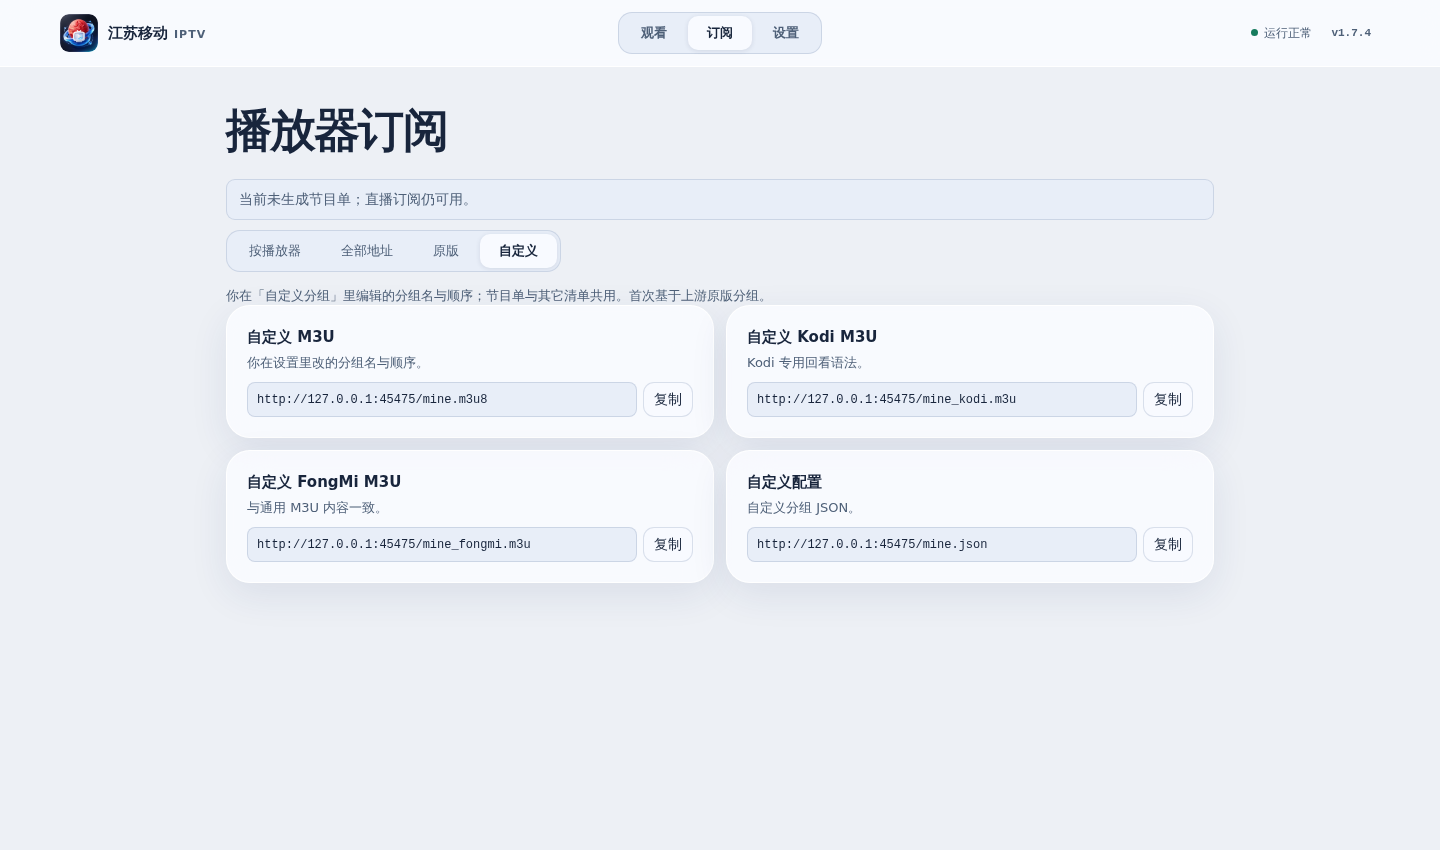 江苏移动 IPTV
观看 订阅 设置
运行正常 v1.7.4
播放器订阅
当前未生成节目单；直播订阅仍可用。
按播放器 全部地址 原版 自定义
你在「自定义分组」里编辑的分组名与顺序；节目单与其它清单共用。首次基于上游原版分组。
自定义 M3U
你在设置里改的分组名与顺序。
http://127.0.0.1:45475/mine.m3u8 复制
自定义 Kodi M3U
Kodi 专用回看语法。
http://127.0.0.1:45475/mine_kodi.m3u 复制
自定义 FongMi M3U
与通用 M3U 内容一致。
http://127.0.0.1:45475/mine_fongmi.m3u 复制
自定义配置
自定义分组 JSON。
http://127.0.0.1:45475/mine.json 复制